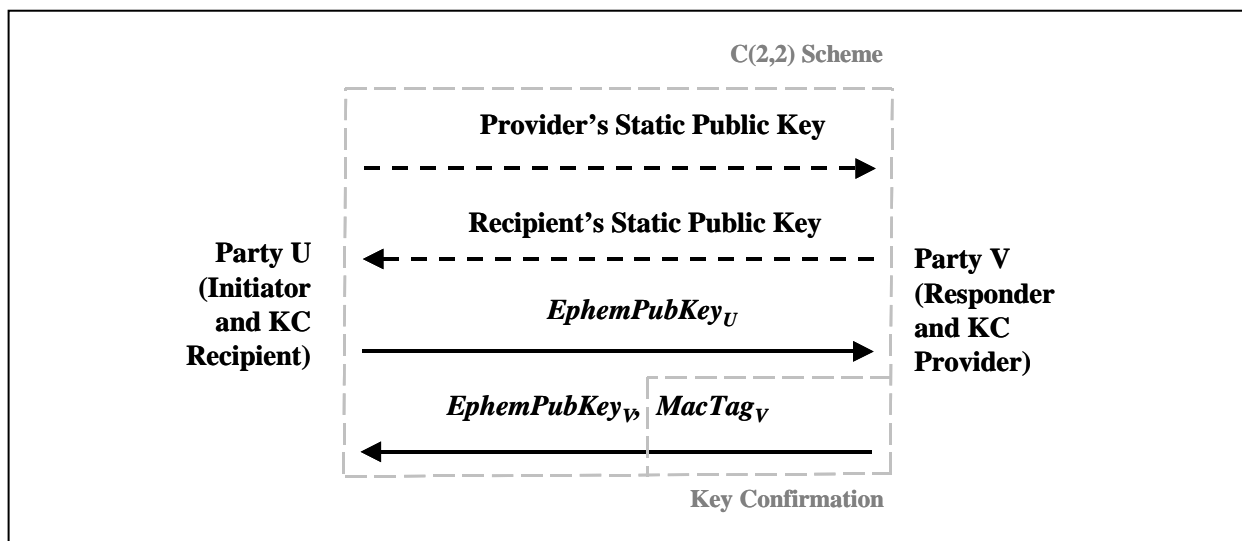 C(2,2) Scheme
Provider's Static Public Key
Recipient's Static Public Key
Party U
(Initiator
and KC
Recipient)
Party V
(Responder
and KC
Provider)
EphemPubKeyU
EphemPubKeyV, MacTagV
Key Confirmation